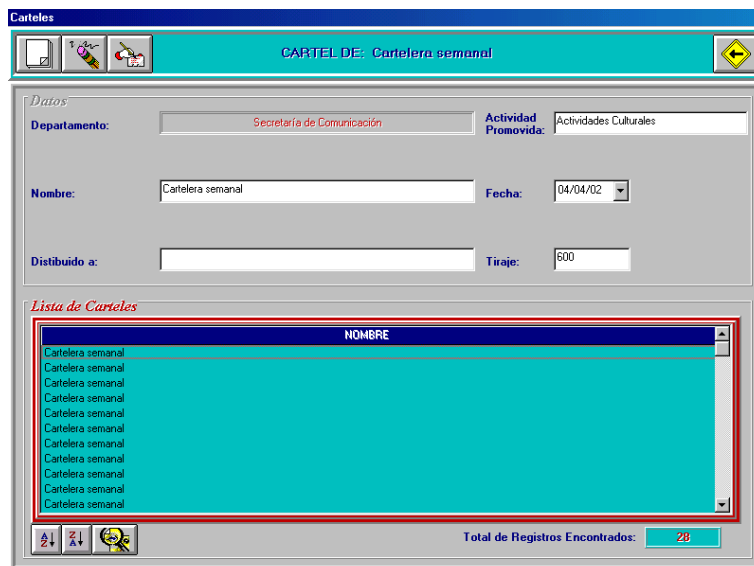 Carteles
CARTEL DE: Cartelera semanal
Datos
Departamento:
Secretaría de Comunicación
Actividad Promovida:
Actividades Culturales
Nombre:
Cartelera semanal
Fecha:
04/04/02
Distibuido a:
Tiraje:
600
Lista de Carteles
NOMBRE
Cartelera semanal
Cartelera semanal
Cartelera semanal
Cartelera semanal
Cartelera semanal
Cartelera semanal
Cartelera semanal
Cartelera semanal
Cartelera semanal
Cartelera semanal
Cartelera semanal
A Z
Z A
Total de Registros Encontrados:
28